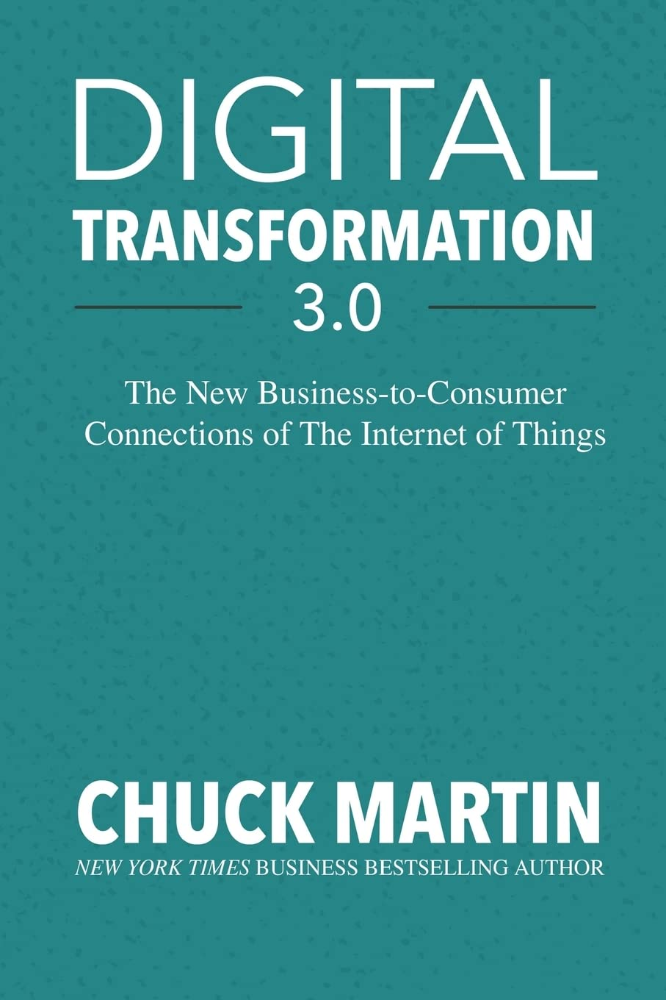 DIGITAL
TRANSFORMATION
3.0
The New Business-to-Consumer
Connections of The Internet of Things
CHUCK MARTIN
NEW YORK TIMES BUSINESS BESTSELLING AUTHOR